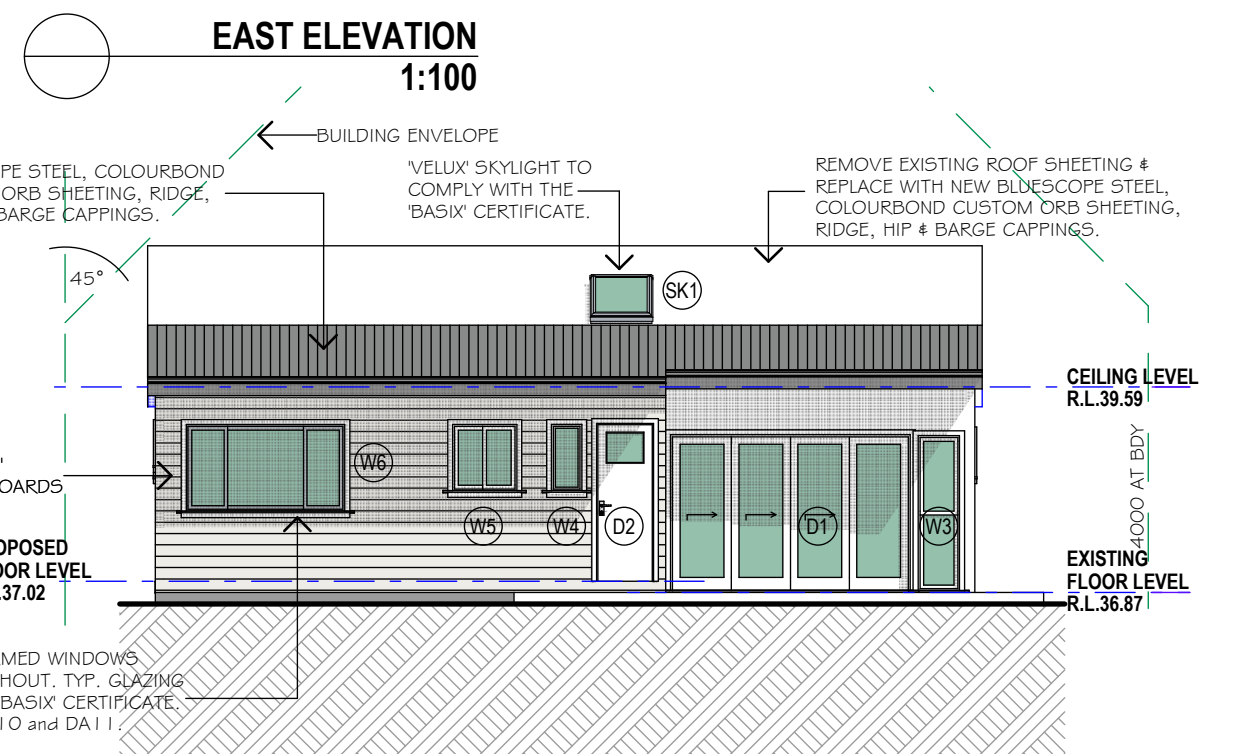 EAST ELEVATION
1:100
BUILDING ENVELOPE
PE STEEL, COLOURBOND
ORB SHEETING, RIDGE,
BARGE CAPPINGS.
'VELUX' SKYLIGHT TO
COMPLY WITH THE
'BASIX' CERTIFICATE.
REMOVE EXISTING ROOF SHEETING &
REPLACE WITH NEW BLUESCOPE STEEL,
COLOURBOND CUSTOM ORB SHEETING,
RIDGE, HIP & BARGE CAPPINGS.
45°
SK1
CEILING LEVEL
R.L.39.59
4000 AT BDY
OARDS
W6
W5
W4
D2
D1
W3
OPOSED
OOR LEVEL
.37.02
EXISTING
FLOOR LEVEL
R.L.36.87
MED WINDOWS
HOUT. TYP. GLAZING
'BASIX' CERTIFICATE.
10 and DA11.